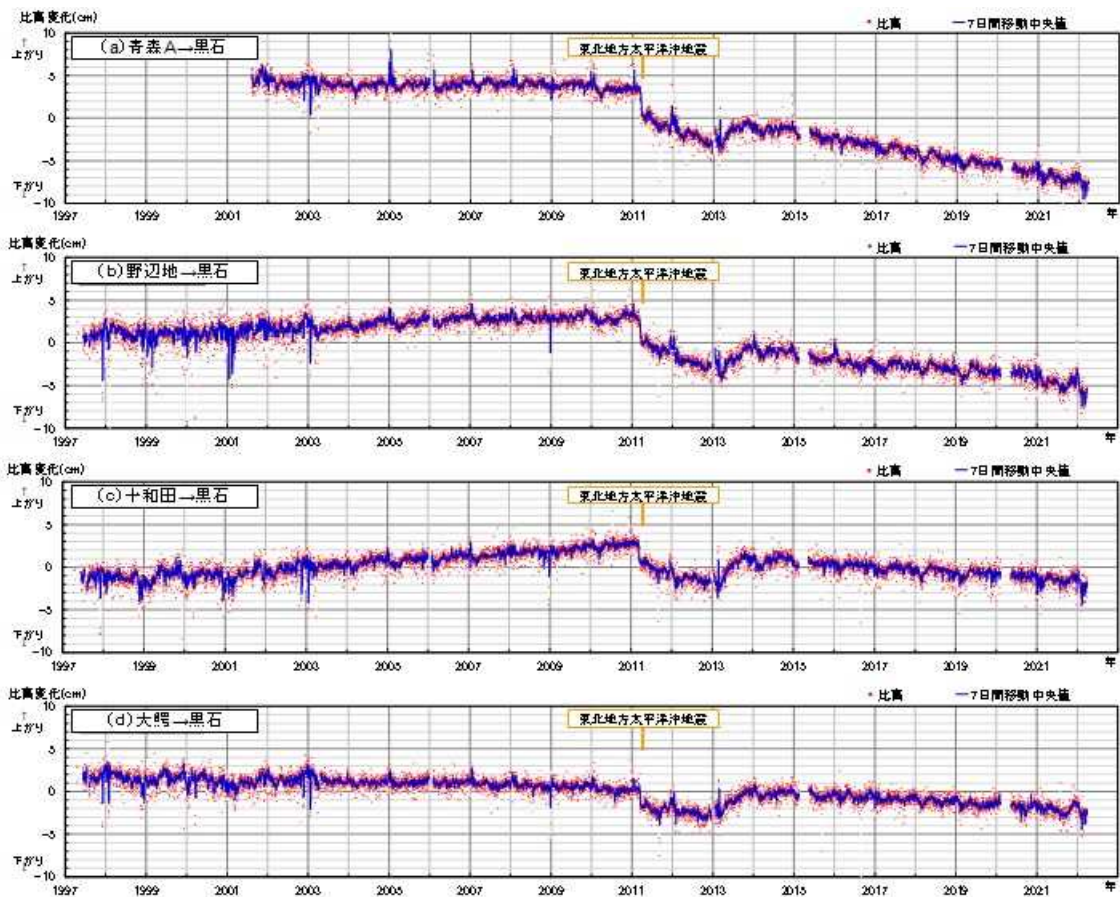 比高変化(cm)
• 比高 — 7日間移動中央値
(a)青森A→黒石
東北地方太平洋沖地震
10
↑
上がり
5
0
-5
下がり
↓
-10
1997 1999 2001 2003 2005 2007 2009 2011 2013 2015 2017 2019 2021 年
比高変化(cm)
• 比高 — 7日間移動中央値
(b)野辺地→黒石
東北地方太平洋沖地震
10
↑
上がり
5
0
-5
下がり
↓
-10
1997 1999 2001 2003 2005 2007 2009 2011 2013 2015 2017 2019 2021 年
比高変化(cm)
• 比高 — 7日間移動中央値
(c)十和田→黒石
東北地方太平洋沖地震
10
↑
上がり
5
0
-5
下がり
↓
-10
1997 1999 2001 2003 2005 2007 2009 2011 2013 2015 2017 2019 2021 年
比高変化(cm)
• 比高 — 7日間移動中央値
(d)大鰐→黒石
東北地方太平洋沖地震
10
↑
上がり
5
0
-5
下がり
↓
-10
1997 1999 2001 2003 2005 2007 2009 2011 2013 2015 2017 2019 2021 年